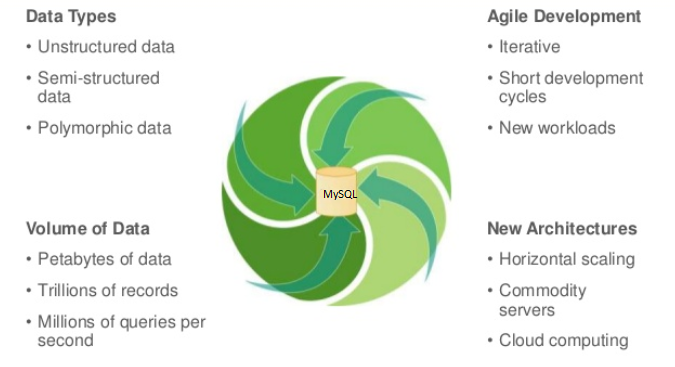 Data Types
• Unstructured data
• Semi-structured
data
• Polymorphic data
Agile Development
• Iterative
• Short development
cycles
• New workloads
MySQL
Volume of Data
• Petabytes of data
• Trillions of records
• Millions of queries per
second
New Architectures
• Horizontal scaling
• Commodity
servers
• Cloud computing